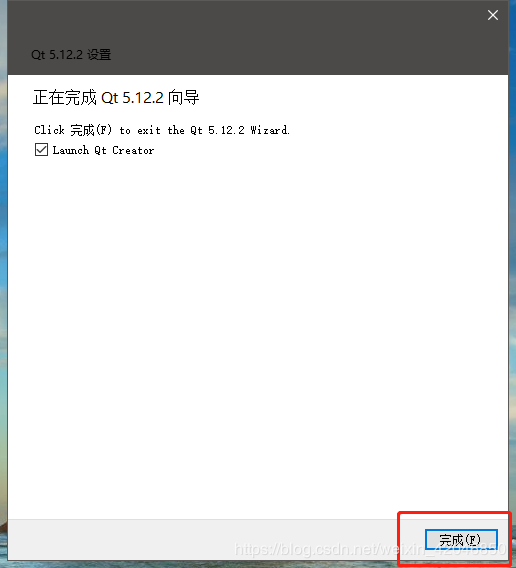 Qt 5.12.2 设置
正在完成 Qt 5.12.2 向导
Click 完成(F) to exit the Qt 5.12.2 Wizard.
Launch Qt Creator
完成(F)
https://blog.csdn.net/weixin_